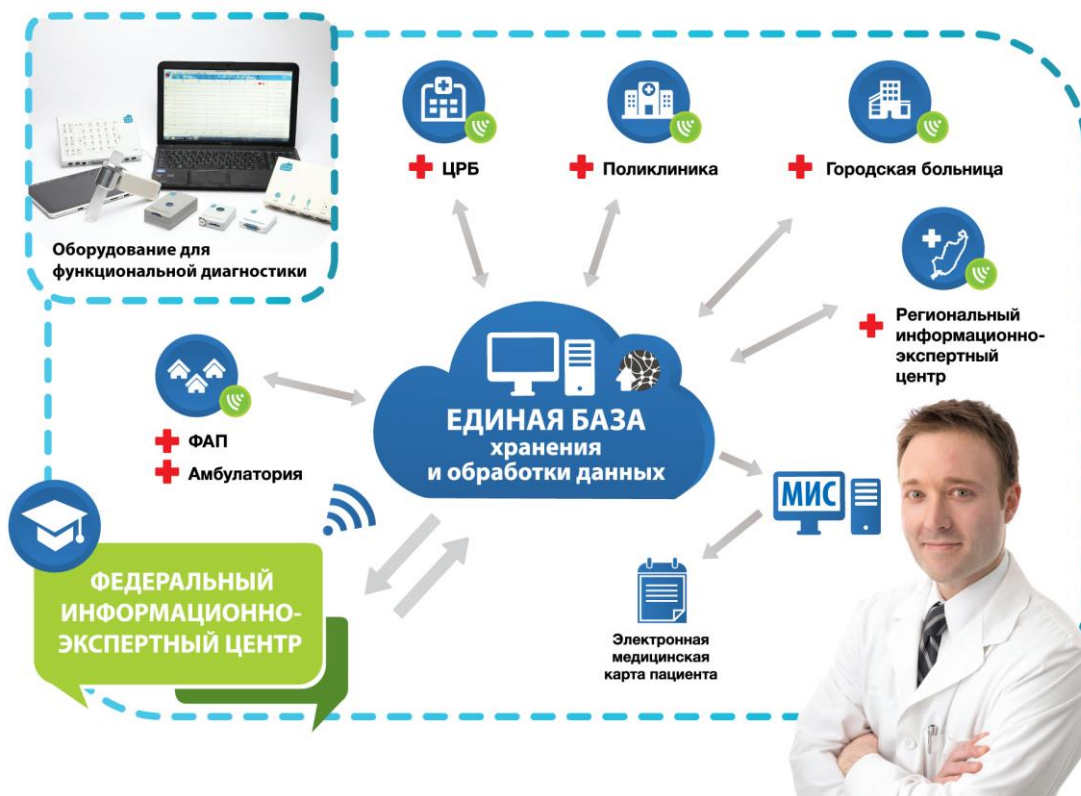 Оборудование для
функциональной диагностики
ЦРБ
Поликлиника
Городская больница
Региональный
информационно-
экспертный
центр
ФАП
Амбулатория
ЕДИНАЯ БАЗА
хранения
и обработки данных
МИС
ФЕДЕРАЛЬНЫЙ
ИНФОРМАЦИОННО-
ЭКСПЕРТНЫЙ ЦЕНТР
Электронная
медицинская
карта пациента